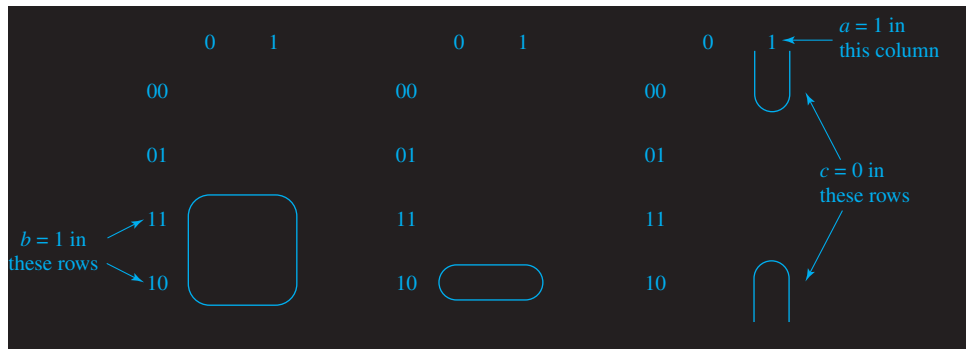 0 1 0 1 0 1 a = 1 in
this column
00 00 00
01 01 01
c = 0 in
these rows
11 11 11
b = 1 in
these rows
10 10 10